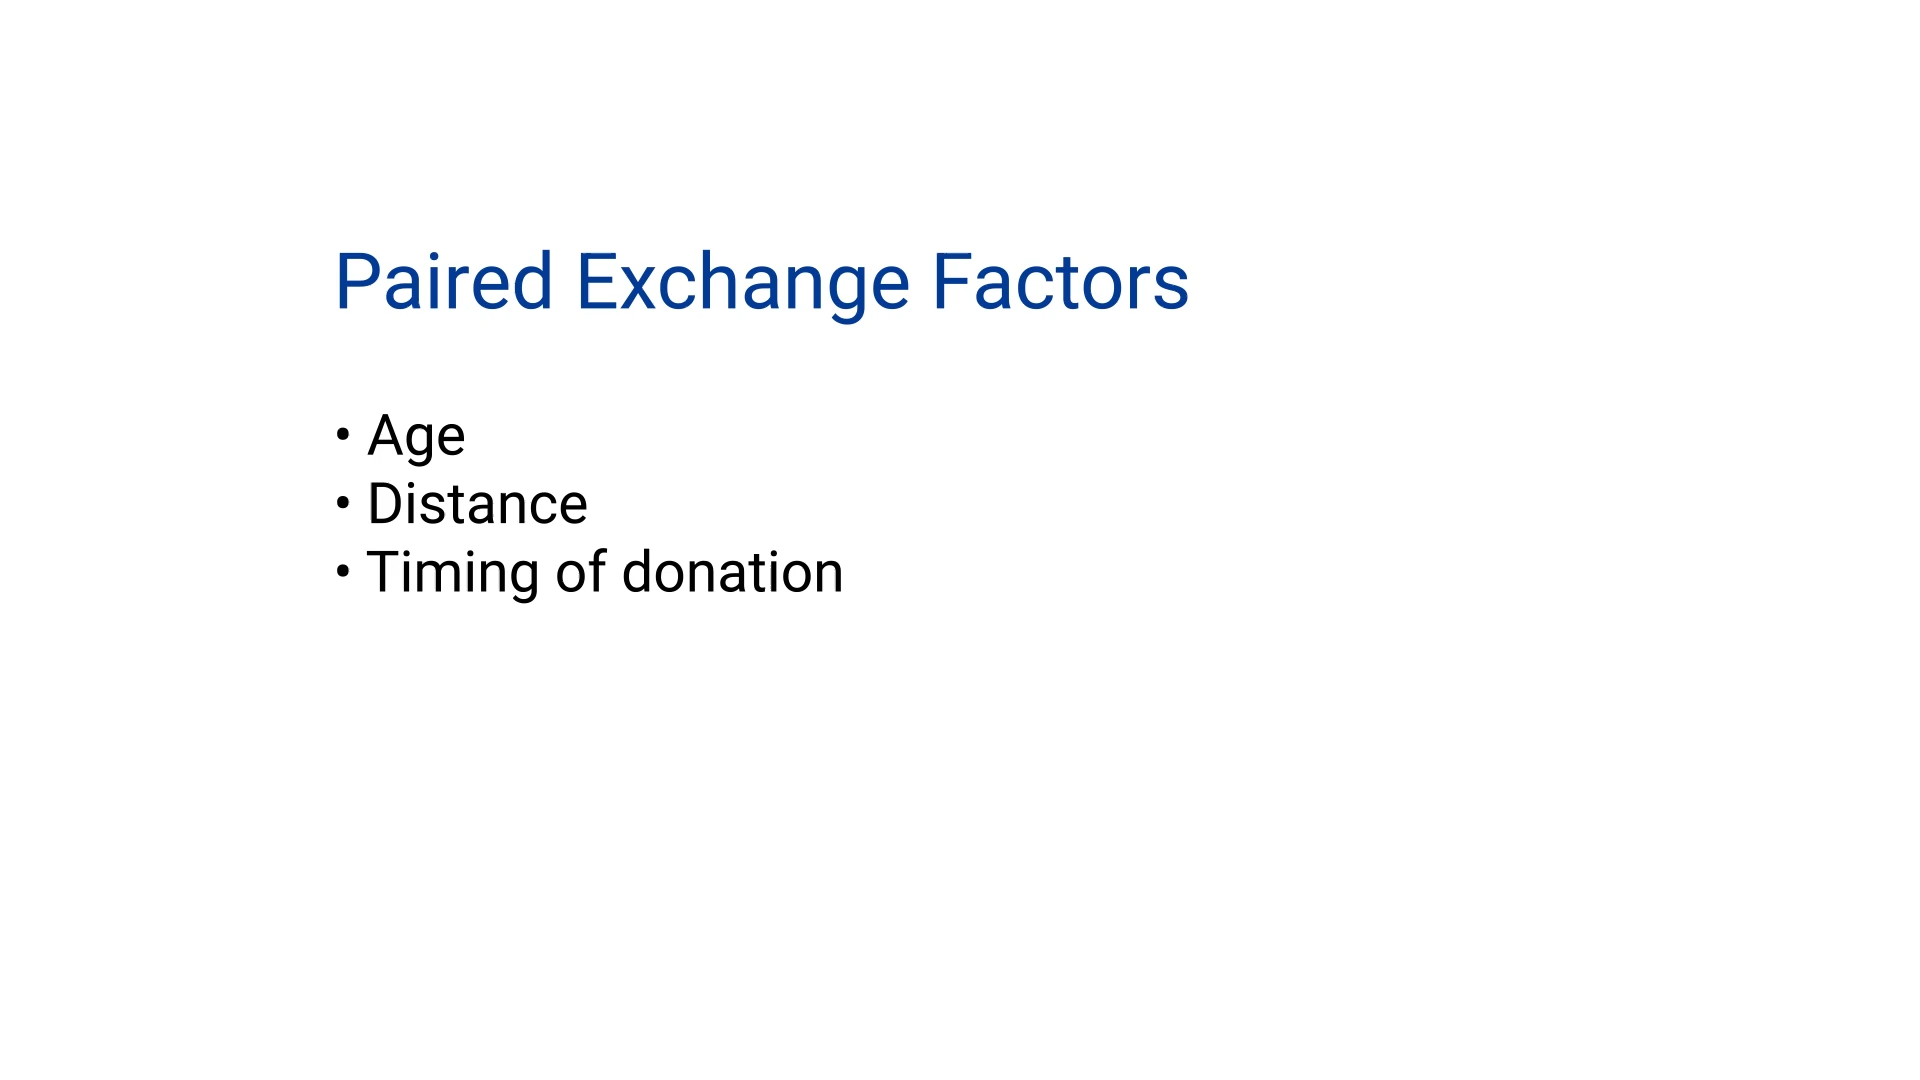 Paired Exchange Factors
• Age
• Distance
• Timing of donation